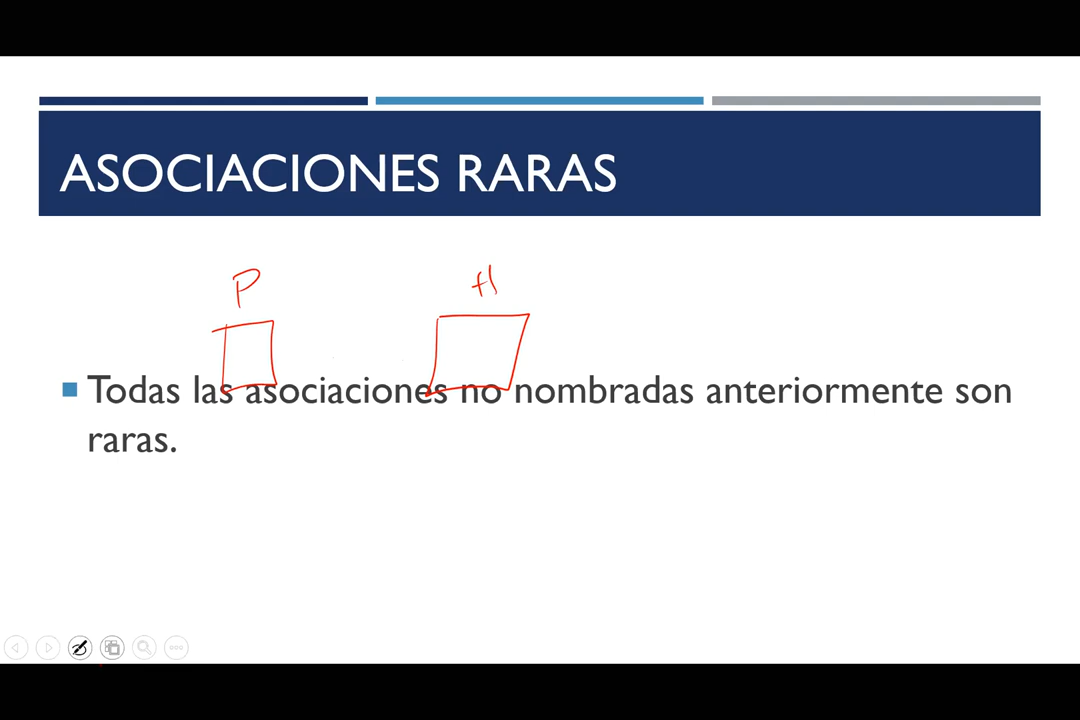 ASOCIACIONES RARAS
P H
Todas las asociaciones no nombradas anteriormente son
raras.